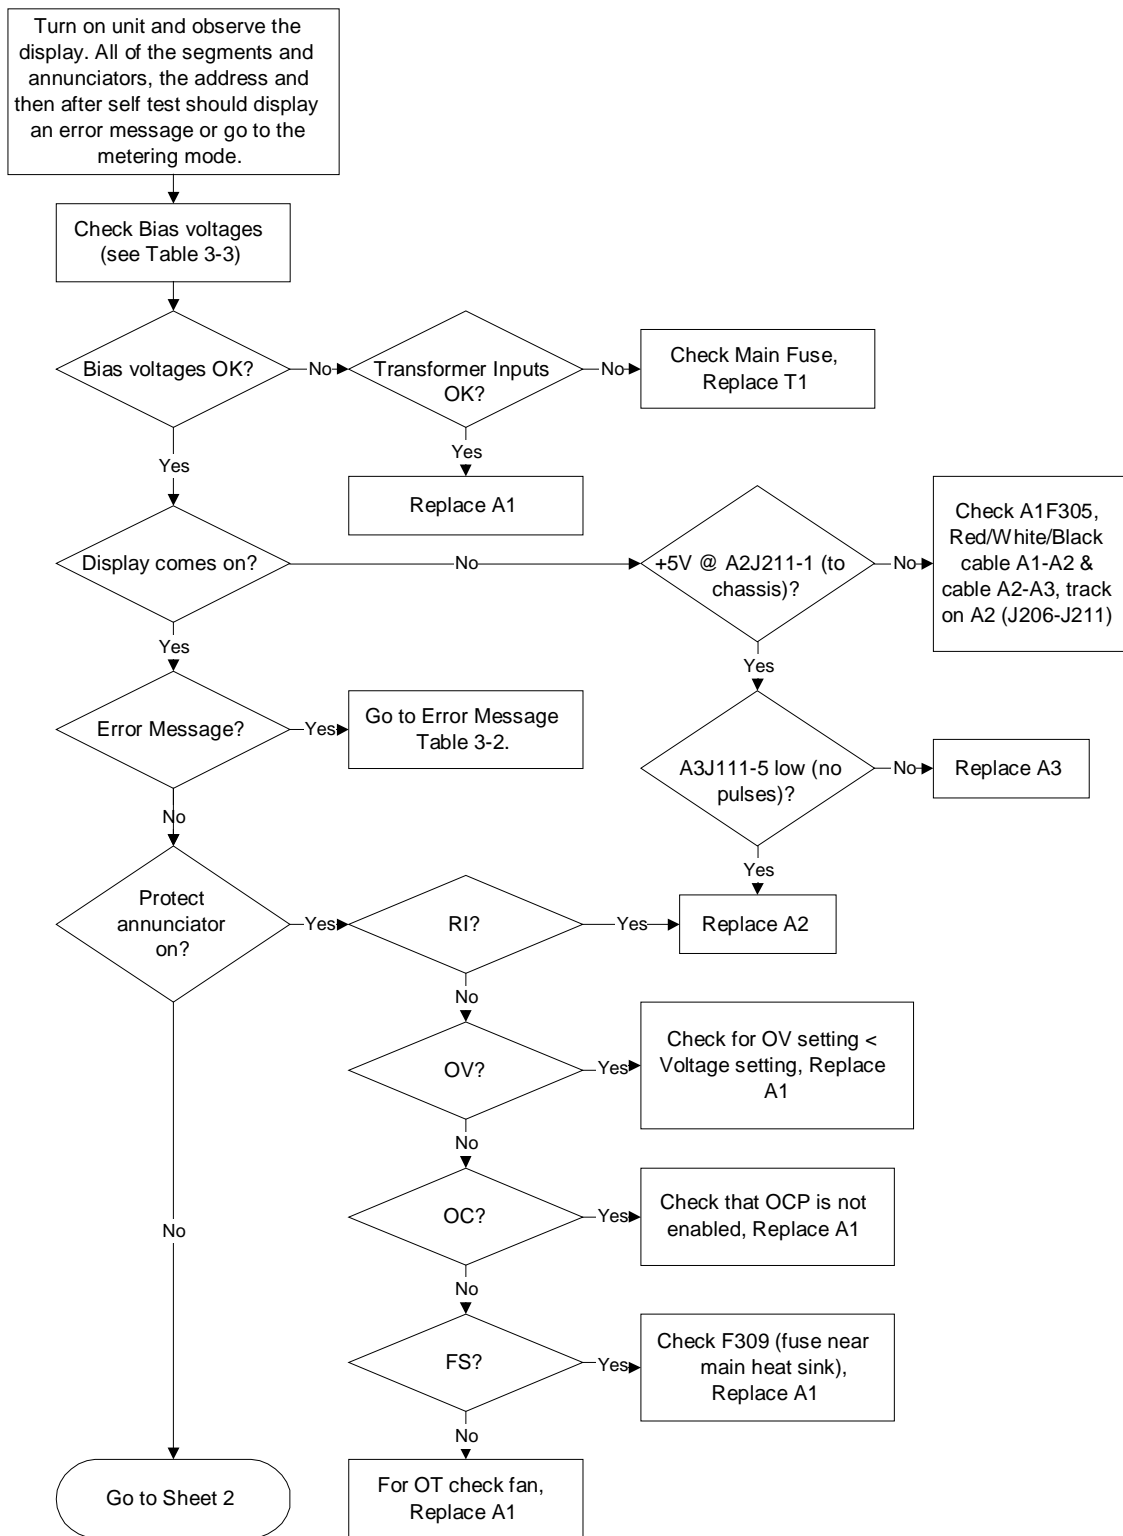 Turn on unit and observe the
display. All of the segments and
annunciators, the address and
then after self test should display
an error message or go to the
metering mode.
Check Bias voltages
(see Table 3-3)
Bias voltages OK?
No
Transformer Inputs
OK?
No
Check Main Fuse,
Replace T1
Yes
Replace A1
Yes
Display comes on?
No
+5V @ A2J211-1 (to
chassis)?
No
Check A1F305,
Red/White/Black
cable A1-A2 &
cable A2-A3, track
on A2 (J206-J211)
Yes
Yes
Error Message?
Yes
Go to Error Message
Table 3-2.
A3J111-5 low (no
pulses)?
No
Replace A3
No
Yes
Protect
annunciator
on?
Yes
RI?
Yes
Replace A2
No
OV?
Yes
Check for OV setting <
Voltage setting, Replace
A1
No
OC?
Yes
Check that OCP is not
enabled, Replace A1
No
No
FS?
Yes
Check F309 (fuse near
main heat sink),
Replace A1
No
Go to Sheet 2
For OT check fan,
Replace A1